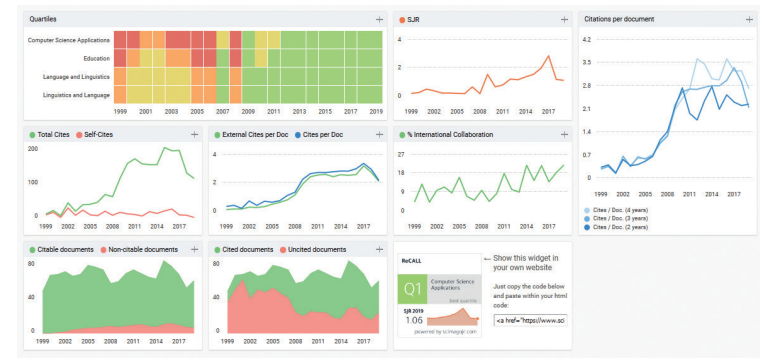 Quartiles
Computer Science Applications
Education
Language and Linguistics
Linguistics and Language
1999 2001 2003 2005 2007 2009 2011 2013 2015 2017 2019
SJR
4
2
0
1999 2002 2005 2008 2011 2014 2017
Citations per document
4.2
3.5
2.8
2.1
1.4
0.7
0
1999 2002 2005 2008 2011 2014 2017
Cites / Doc. (4 years)
Cites / Doc. (3 years)
Cites / Doc. (2 years)
Total Cites Self-Cites
200
100
0
1999 2002 2005 2008 2011 2014 2017
External Cites per Doc Cites per Doc
4
2
0
1999 2002 2005 2008 2011 2014 2017
% International Collaboration
27
18
9
0
1999 2002 2005 2008 2011 2014 2017
Citable documents Non-citable documents
80
40
0
1999 2002 2005 2008 2011 2014 2017
Cited documents Uncited documents
80
40
0
1999 2002 2005 2008 2011 2014 2017
ReCALL
Q1
Computer Science
Applications
best quartile
SJR 2019
1.06
powered by scimagojr.com
← Show this widget in
your own website
Just copy the code below
and paste within your html
code:
<a href="https://www.sci